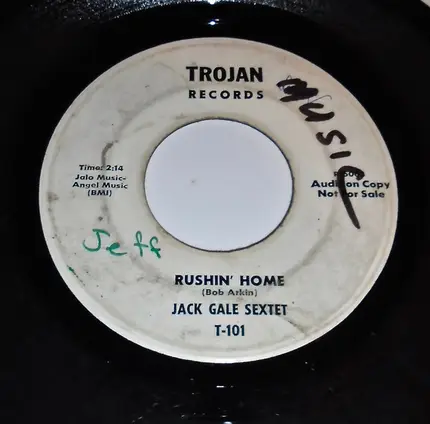 TROJAN
RECORDS
MUSIC
Time: 2:14
Jalo Music-
Angel Music
(BMI)
Audition Copy
Not for Sale
Jeff
RUSHIN' HOME
(Bob Arkin)
JACK GALE SEXTET
T-101